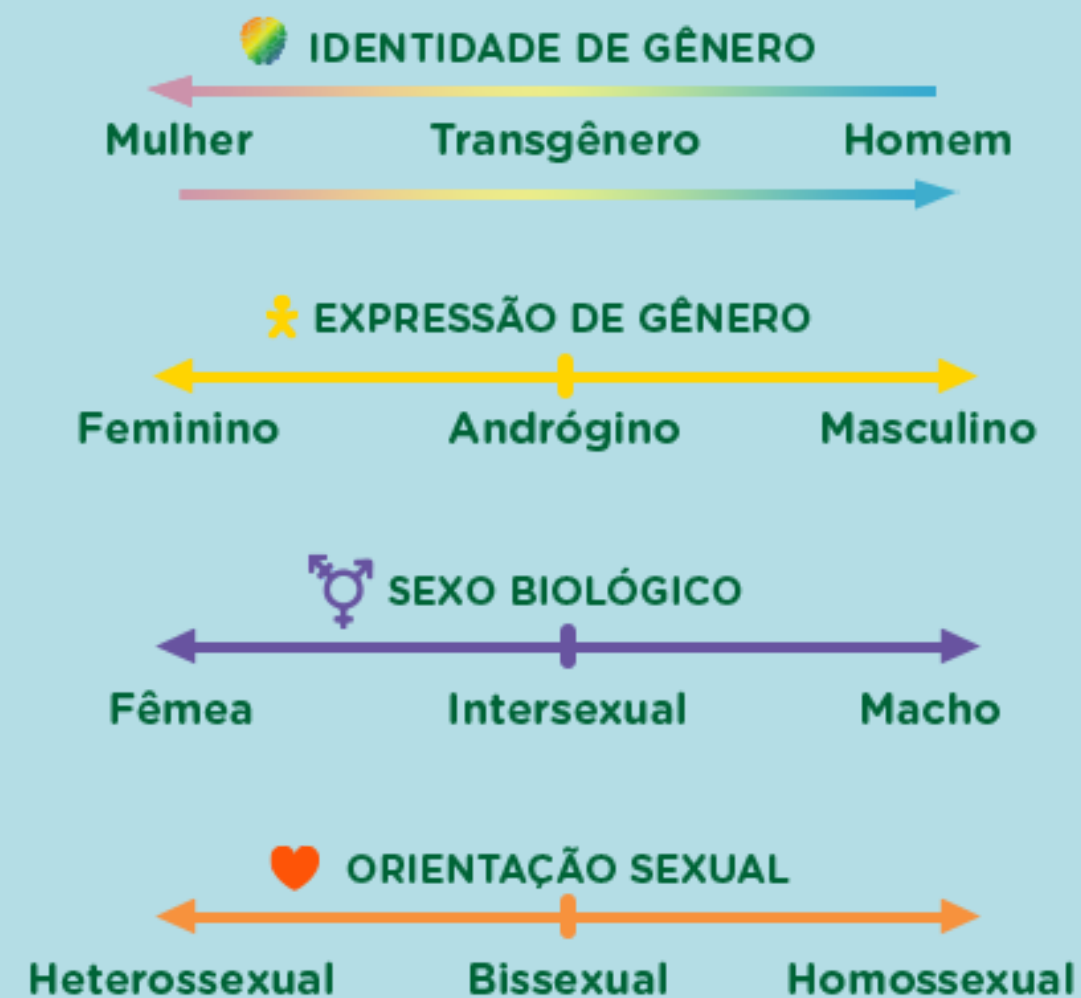 IDENTIDADE DE GÊNERO
Mulher Transgênero Homem
EXPRESSÃO DE GÊNERO
Feminino Andrógino Masculino
SEXO BIOLÓGICO
Fêmea Intersexual Macho
ORIENTAÇÃO SEXUAL
Heterossexual Bissexual Homossexual